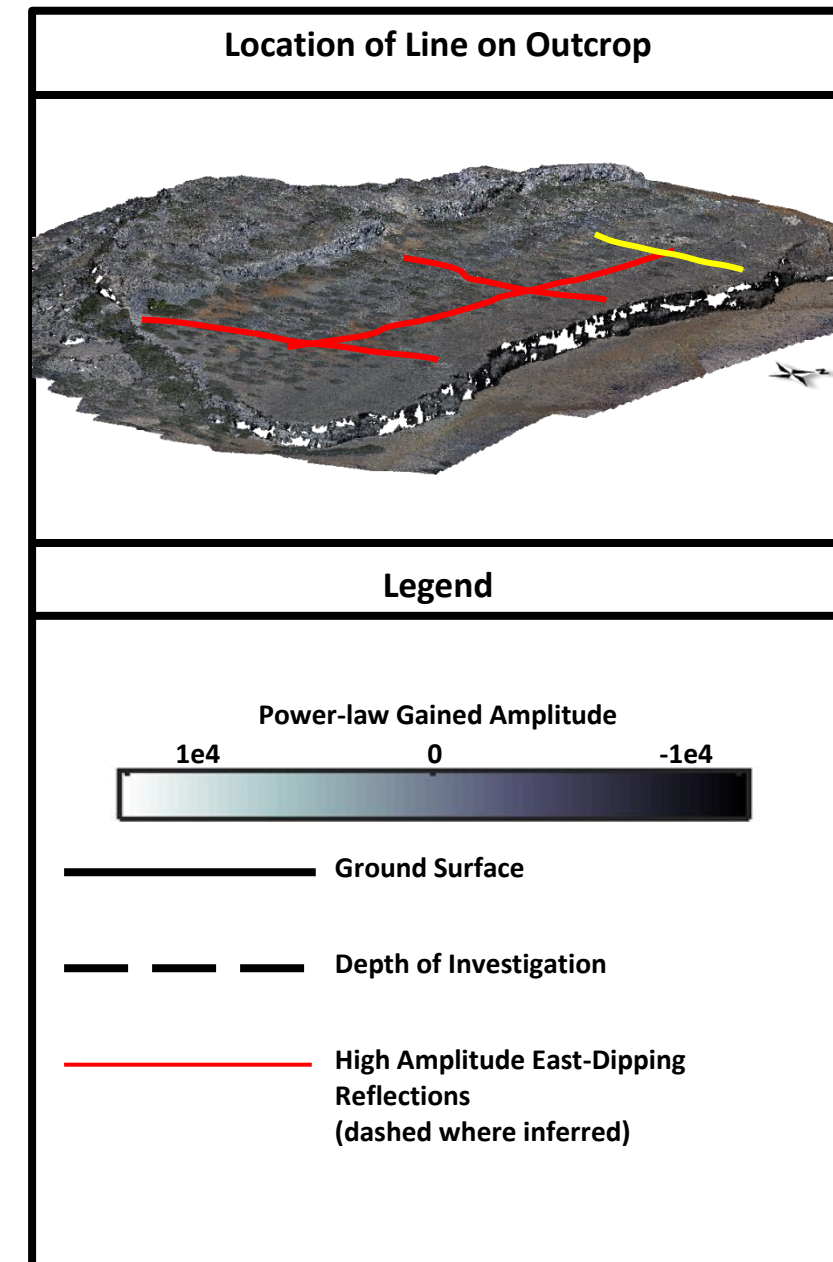 Location of Line on Outcrop
Legend
Power-law Gained Amplitude
1e4 0 -1e4
Ground Surface
Depth of Investigation
High Amplitude East-Dipping
Reflections
(dashed where inferred)